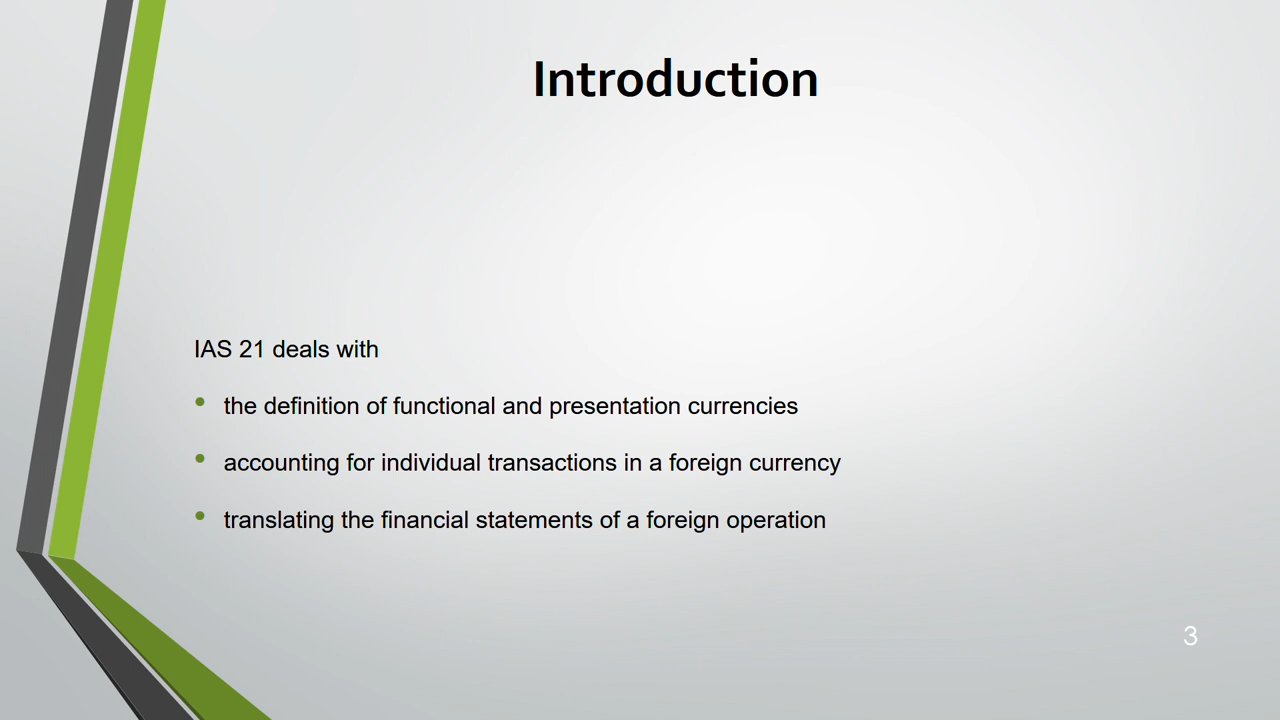 Introduction
IAS 21 deals with
• the definition of functional and presentation currencies
• accounting for individual transactions in a foreign currency
• translating the financial statements of a foreign operation
3